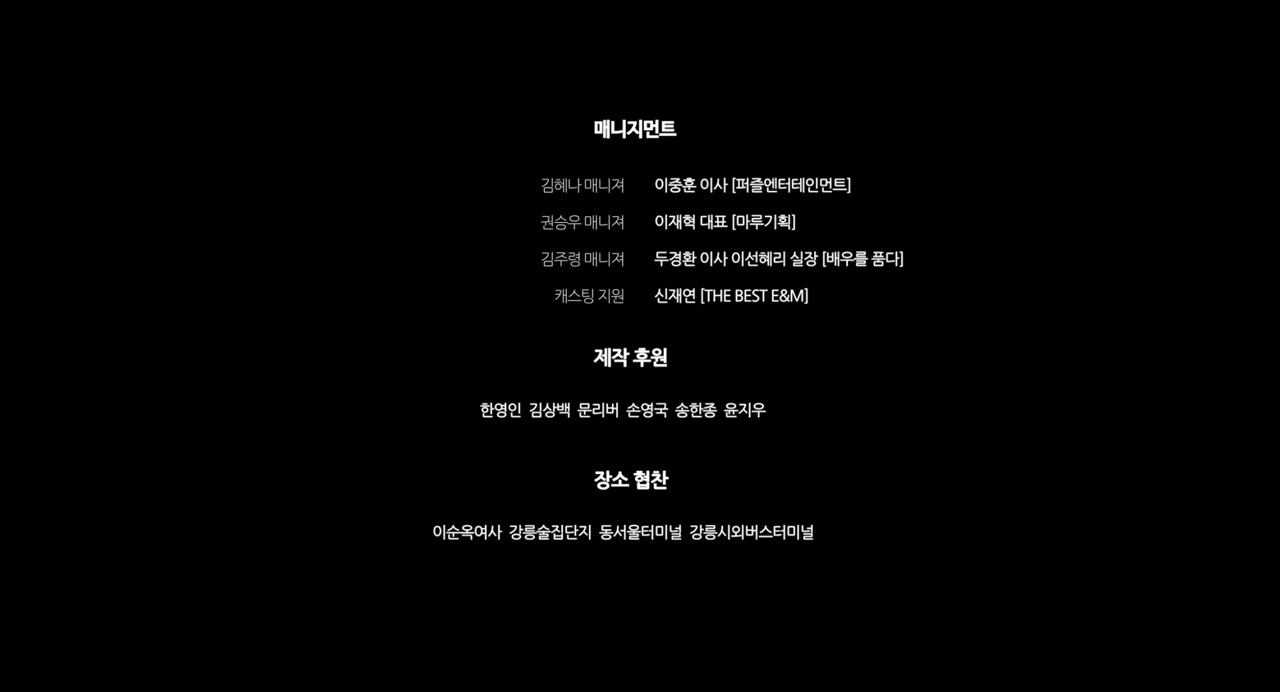 매니지먼트
김혜나 매니져 이중훈 이사 [퍼즐엔터테인먼트]
권승우 매니져 이재혁 대표 [마루기획]
김주령 매니져 두경환 이사 이선혜리 실장 [배우를 품다]
캐스팅 지원 신재연 [THE BEST E&M]
제작 후원
한영인 김상백 문리버 손영국 송한종 윤지우
장소 협찬
이순옥여사 강릉술집단지 동서울터미널 강릉시외버스터미널